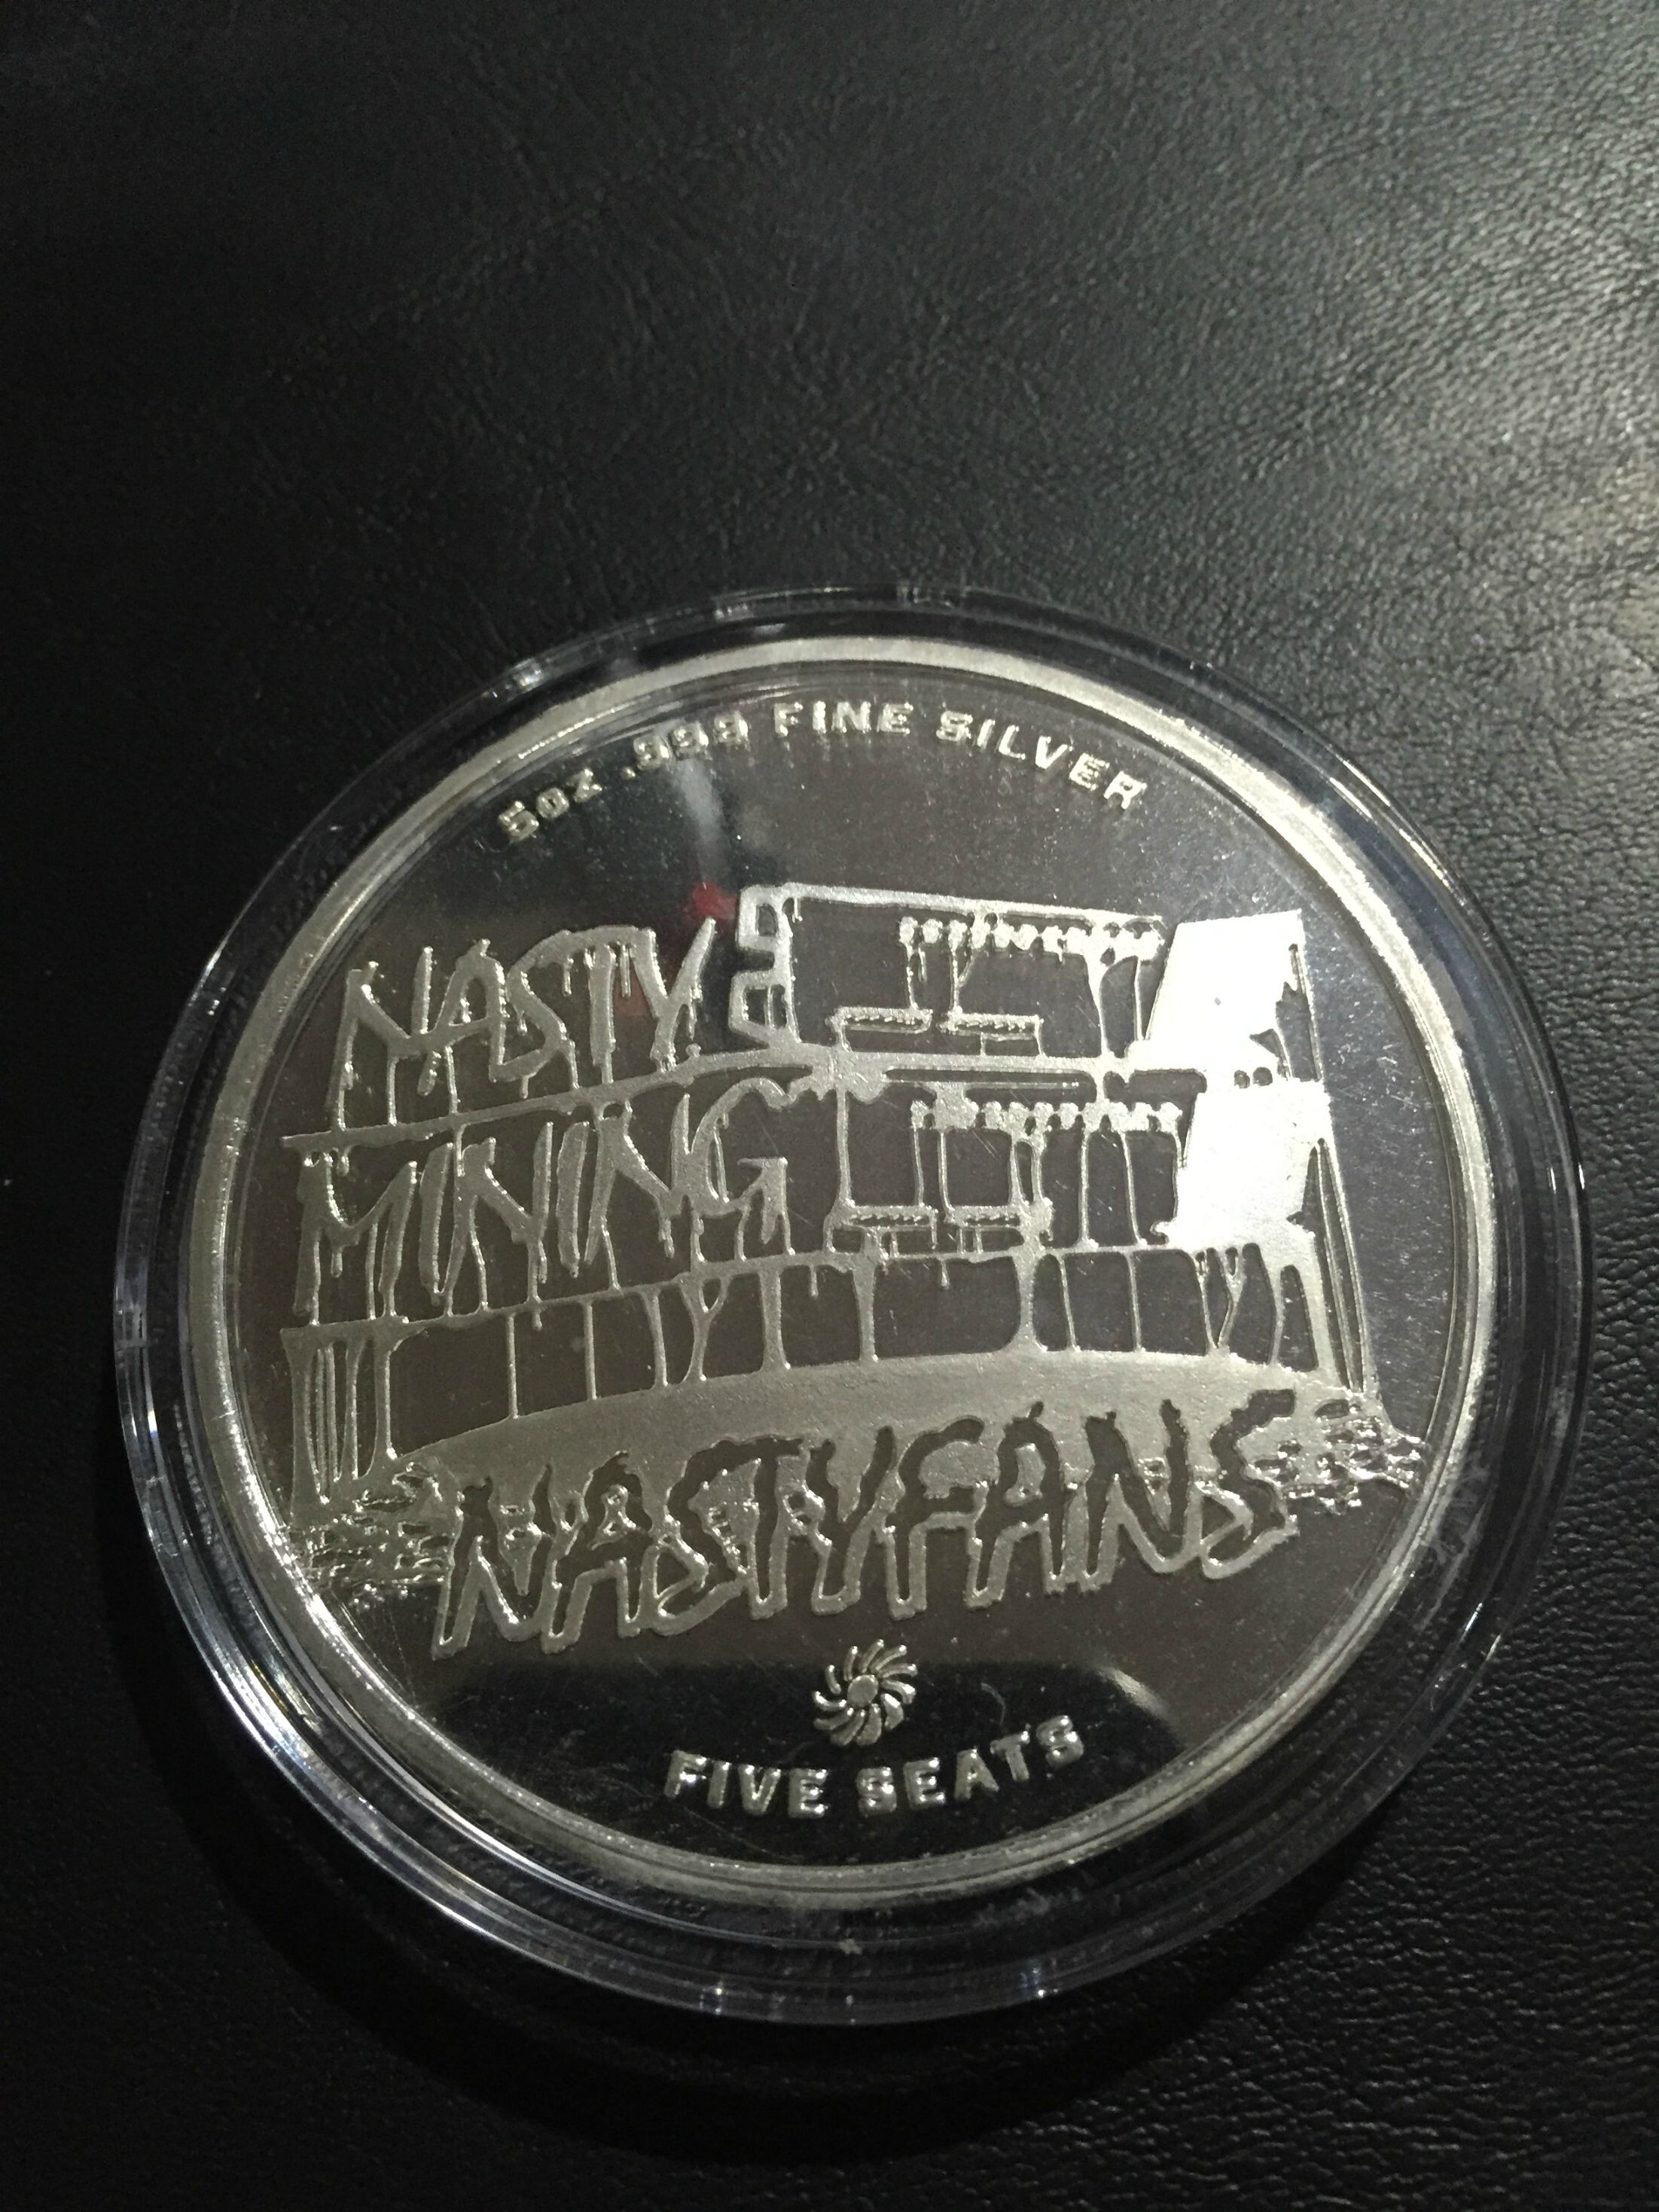 5oz .999 FINE SILVER
NASTY
MINING
NASTYFANS
FIVE SEATS